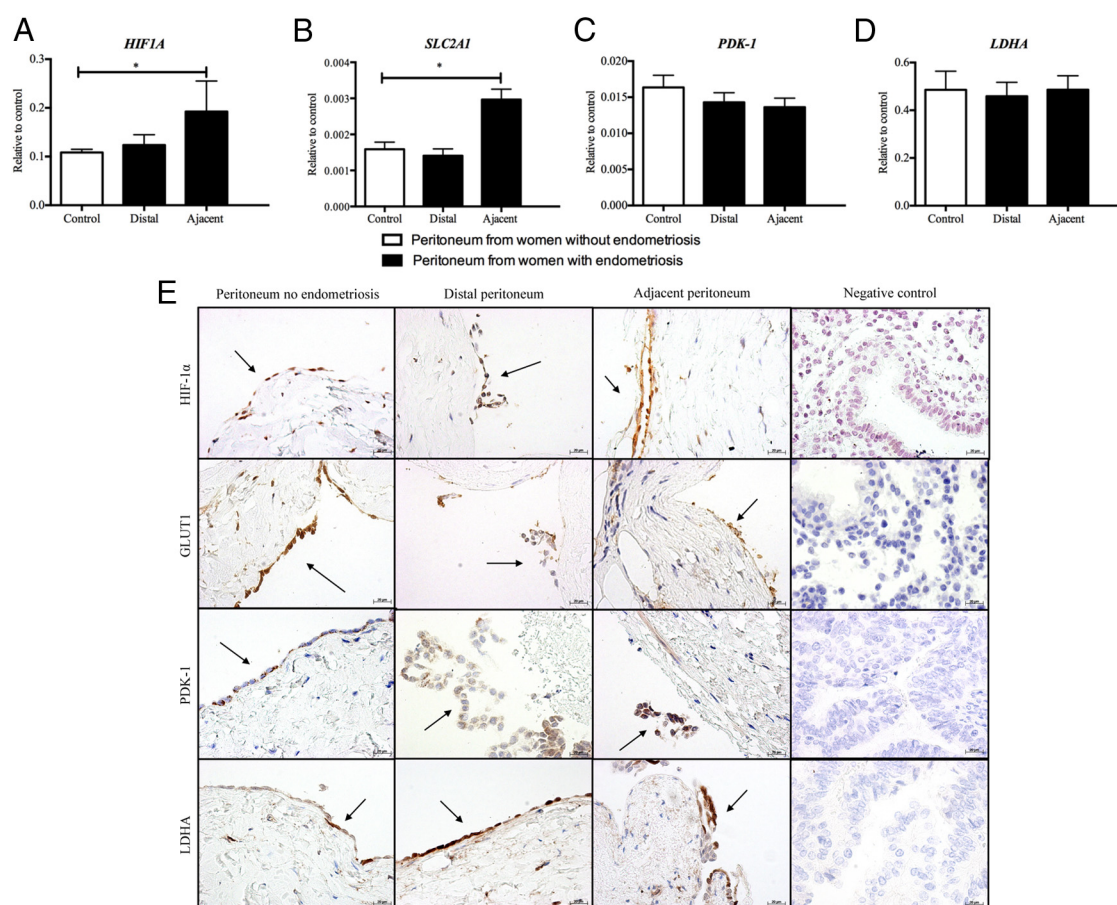 A
HIF1A
Relative to control
0.3
0.2
0.1
0.0
*
Control
Distal
Ajacent
B
SLC2A1
Relative to control
0.004
0.003
0.002
0.001
0.000
*
Control
Distal
Ajacent
C
PDK-1
Relative to control
0.020
0.015
0.010
0.005
0.000
Control
Distal
Ajacent
D
LDHA
Relative to control
0.6
0.4
0.2
0.0
Control
Distal
Ajacent
Peritoneum from women without endometriosis
Peritoneum from women with endometriosis
E
Peritoneum no endometriosis
Distal peritoneum
Adjacent peritoneum
Negative control
HIF-1α
GLUT1
PDK-1
LDHA